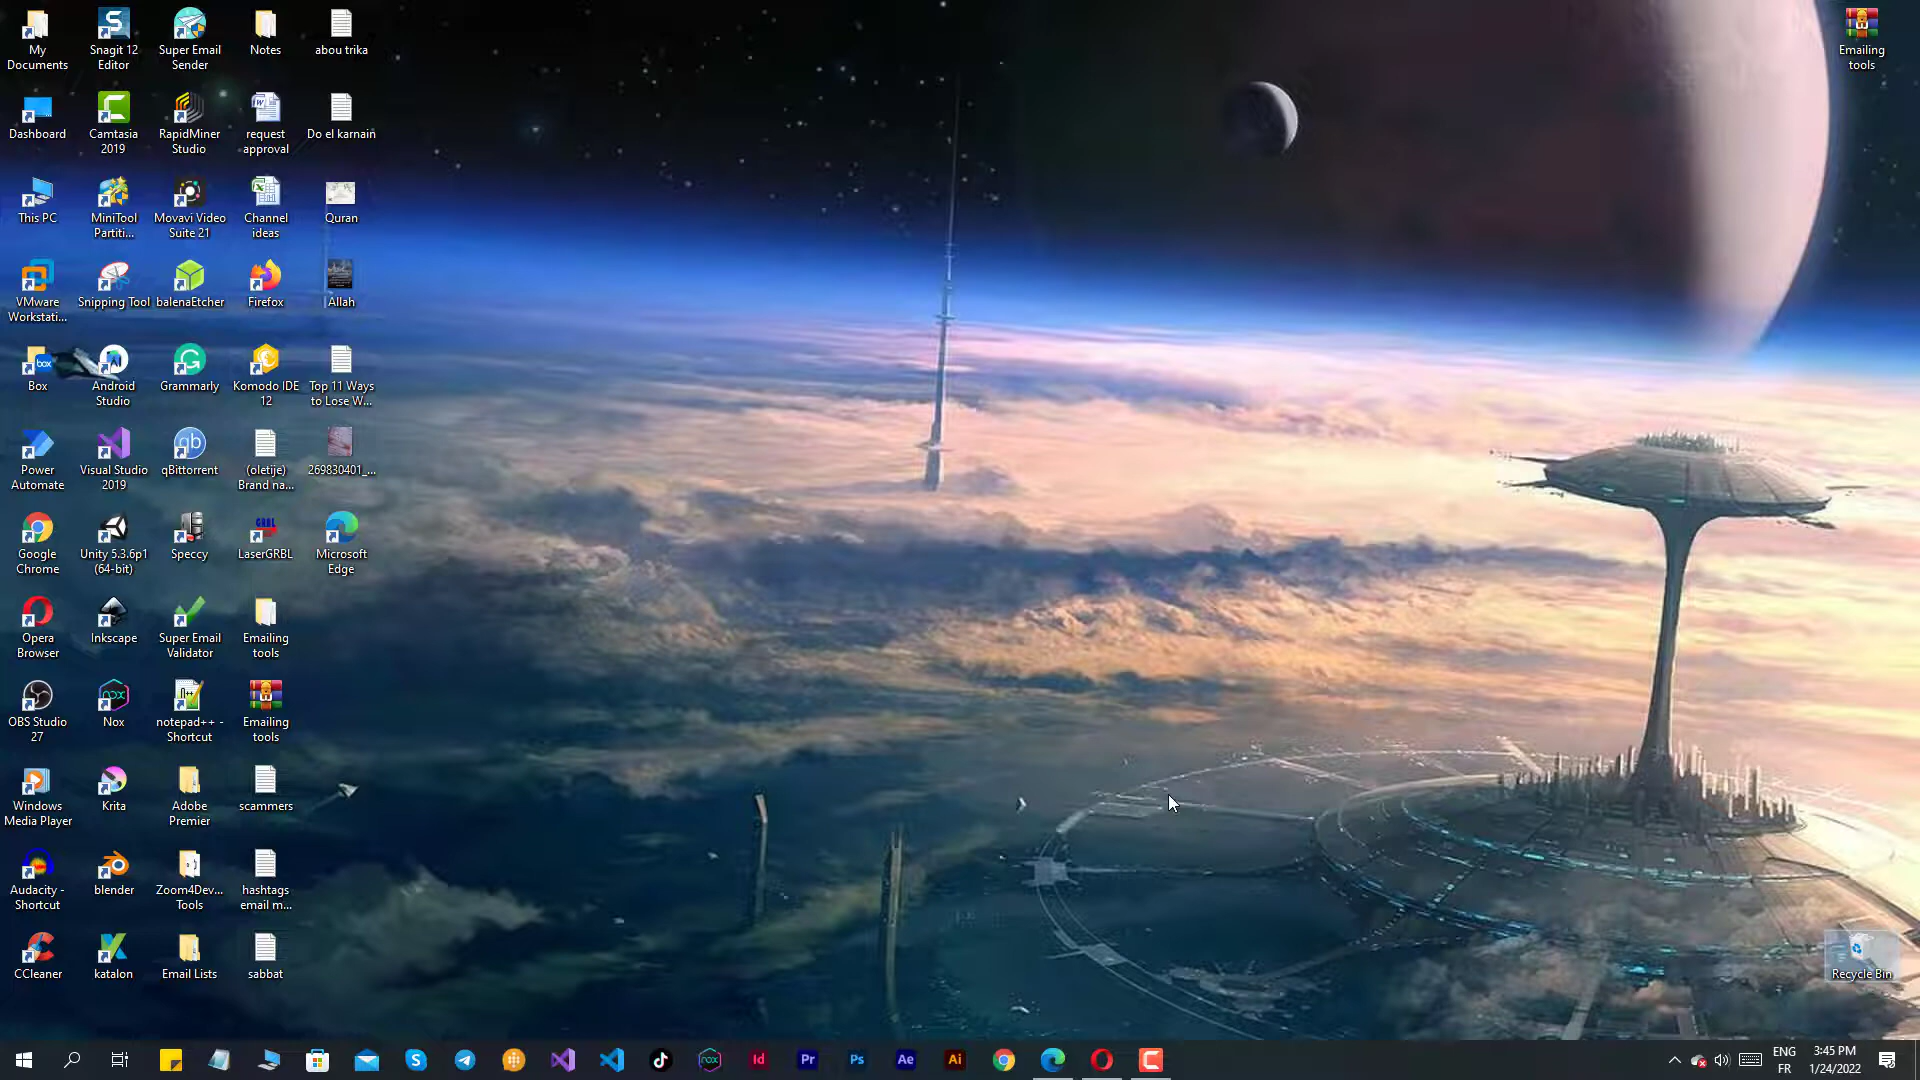 My
Documents
Snagit 12
Editor
Super Email
Sender
Notes
abou trika
Emailing
tools
Dashboard
Camtasia
2019
RapidMiner
Studio
request
approval
Do el karnain
This PC
MiniTool
Partiti...
Movavi Video
Suite 21
Channel
ideas
Quran
VMware
Workstati...
Snipping Tool
balenaEtcher
Firefox
Allah
Box
Android
Studio
Grammarly
Komodo IDE
12
Top 11 Ways
to Lose W...
Power
Automate
Visual Studio
2019
qBittorrent
(oletije)
Brand na...
269830401_...
Google
Chrome
Unity 5.3.6p1
(64-bit)
Speccy
LaserGRBL
Microsoft
Edge
Opera
Browser
Inkscape
Super Email
Validator
Emailing
tools
OBS Studio
27
Nox
notepad++ -
Shortcut
Emailing
tools
Windows
Media Player
Krita
Adobe
Premier
scammers
Audacity -
Shortcut
blender
Zoom4Dev...
Tools
hashtags
email m...
CCleaner
katalon
Email Lists
sabbat
Recycle Bin
ENG
FR
3:45 PM
1/24/2022